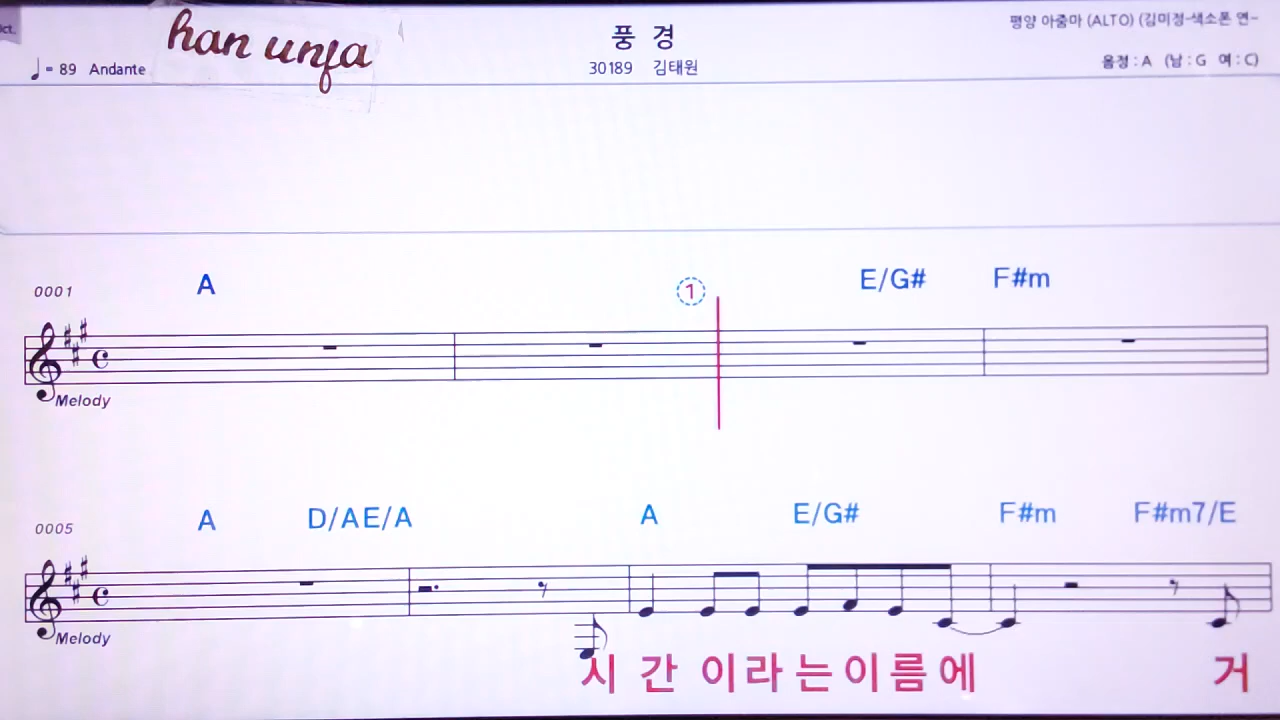 ict.
han unja
풍 경
평양 아줌마 (ALTO) (김미정-색소폰 연~
♩= 89 Andante
30189 김태원
음정 : A (남 : G 여 : C)
0001 A 1 E/G# F#m
Melody
0005 A D/A E/A A E/G# F#m F#m7/E
Melody
시 간 이라는이름에 거